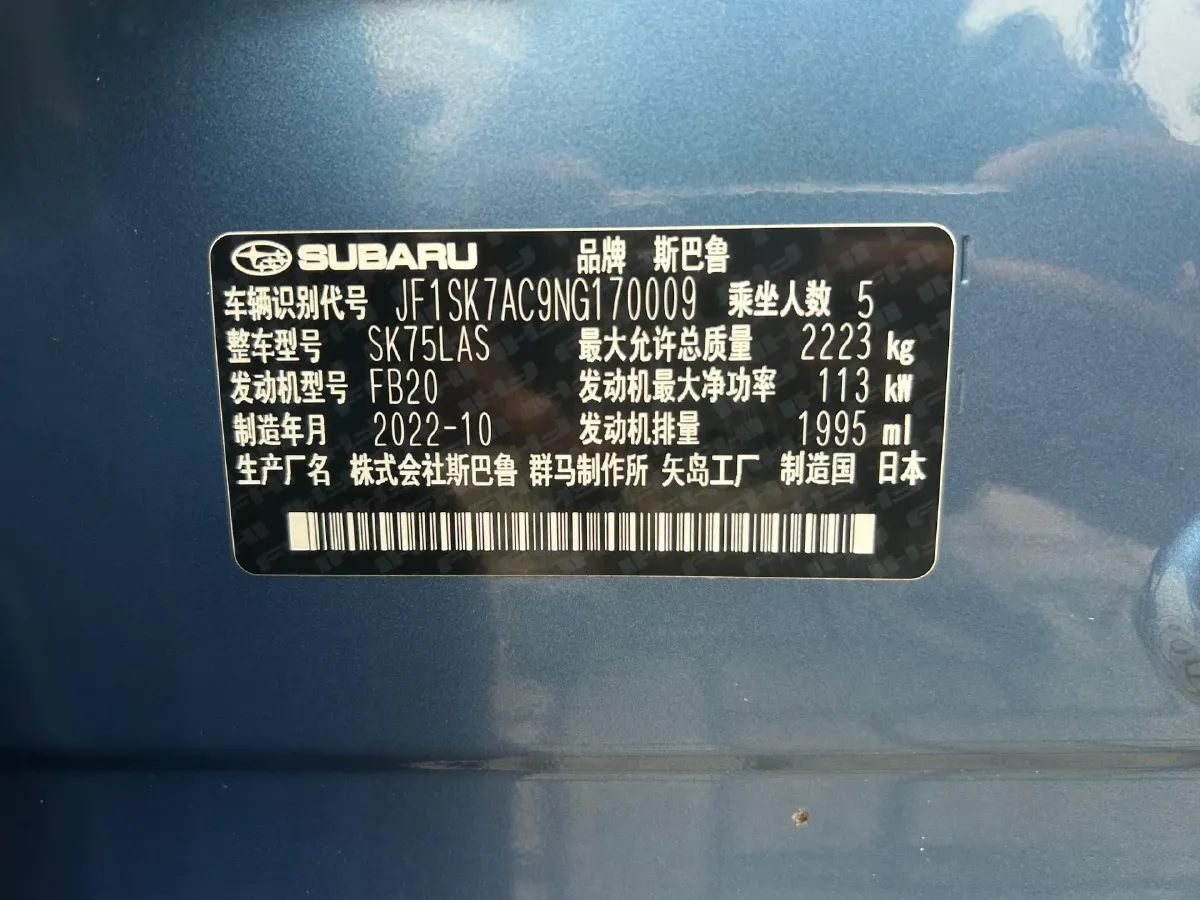 SUBARU 品牌 斯巴鲁
车辆识别代号 JF1SK7AC9NG170009 乘坐人数 5
整车型号 SK75LAS 最大允许总质量 2223 kg
发动机型号 FB20 发动机最大净功率 113 kW
制造年月 2022-10 发动机排量 1995 ml
生产厂名 株式会社斯巴鲁 群马制作所 矢岛工厂 制造国 日本